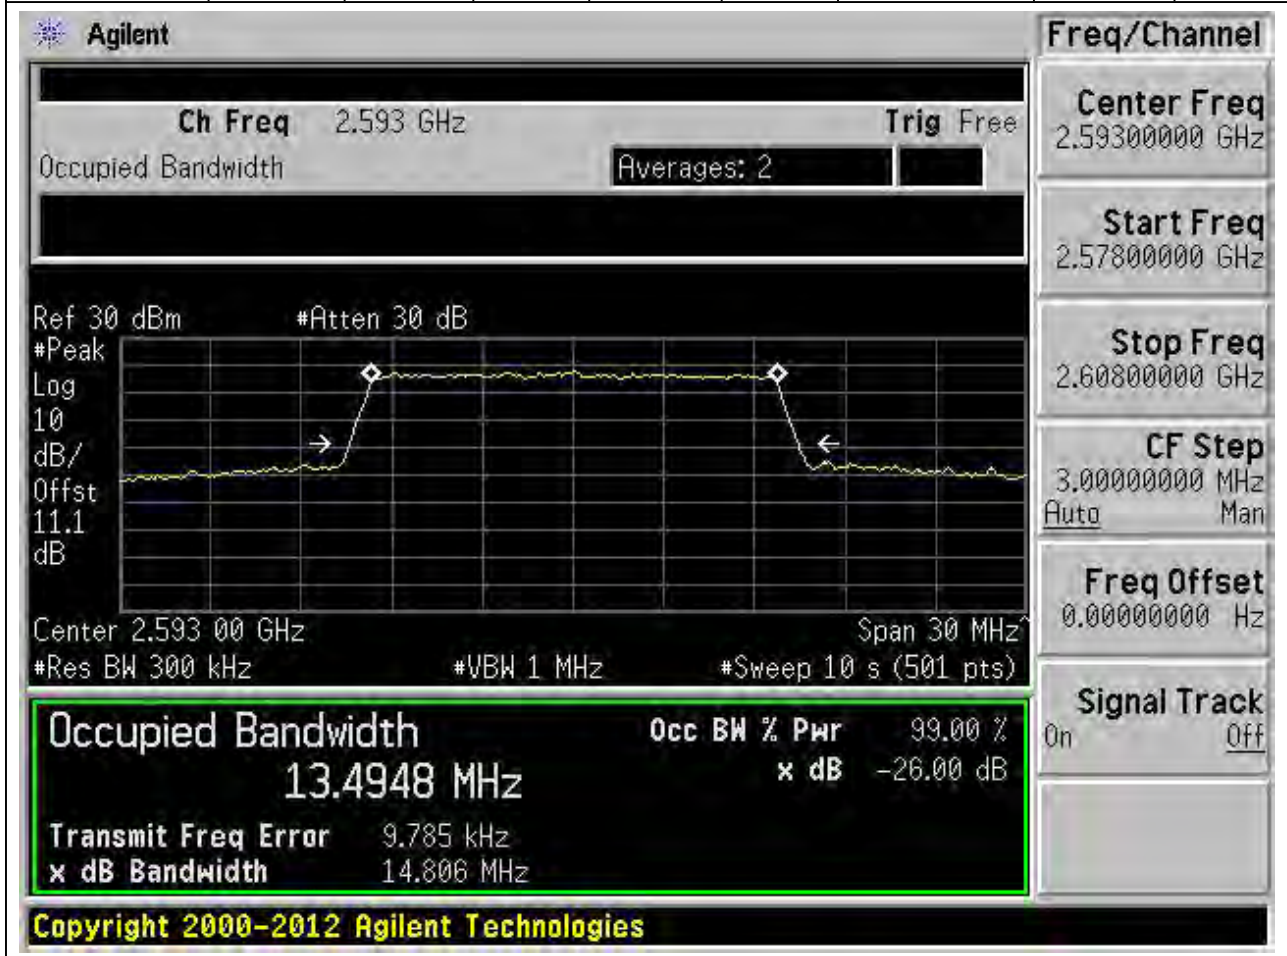 Agilent
Freq/Channel
Ch Freq 2.593 GHz Trig Free
Occupied Bandwidth Averages: 2
Center Freq
2.59300000 GHz
Start Freq
2.57800000 GHz
Stop Freq
2.60800000 GHz
CF Step
3.00000000 MHz
Auto Man
Freq Offset
0.00000000 Hz
Signal Track
On Off
Ref 30 dBm #Atten 30 dB
#Peak
Log
10
dB/
Offst
11.1
dB
Center 2.593 00 GHz Span 30 MHz^
#Res BW 300 kHz #VBW 1 MHz #Sweep 10 s (501 pts)
Occupied Bandwidth Occ BW % Pwr 99.00 %
13.4948 MHz x dB -26.00 dB
Transmit Freq Error 9.785 kHz
x dB Bandwidth 14.806 MHz
Copyright 2000-2012 Agilent Technologies